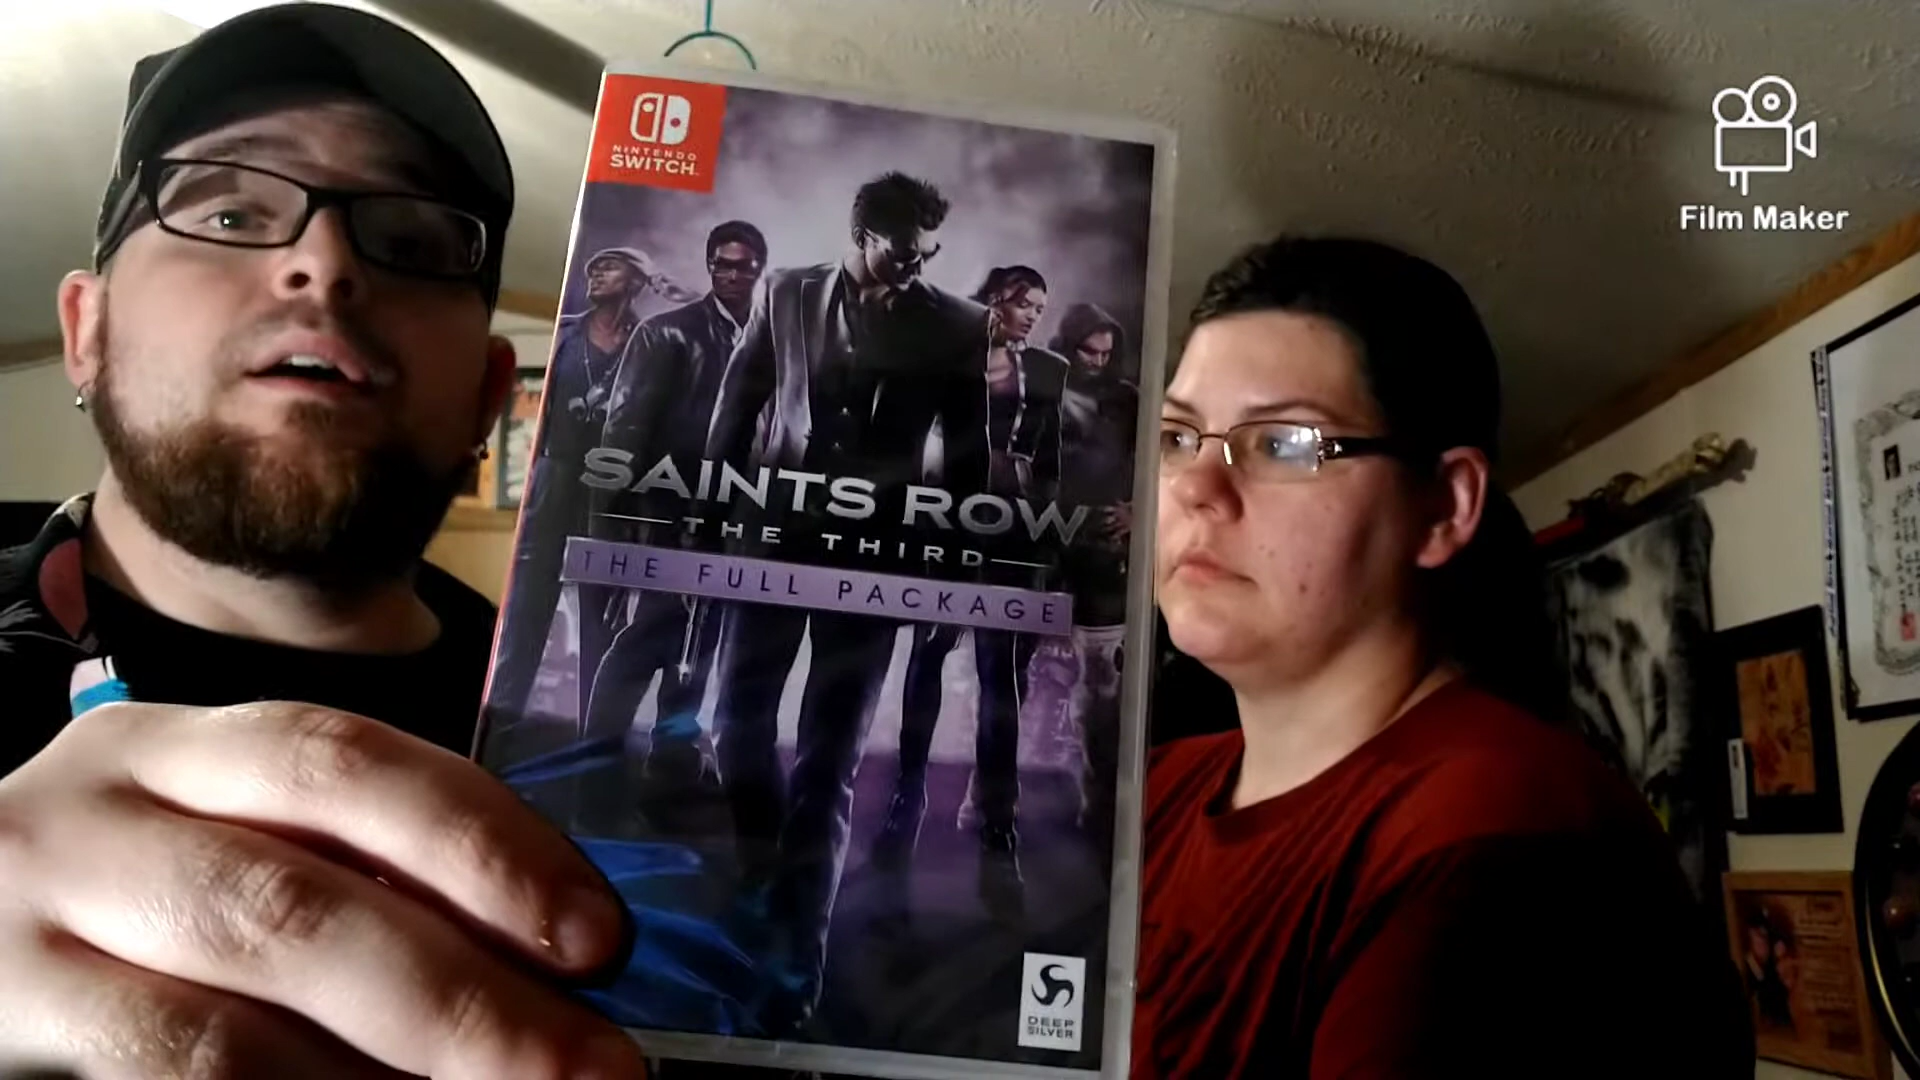 NINTENDO
SWITCH
SAINTS ROW
THE THIRD
THE FULL PACKAGE
DEEP
SILVER
Film Maker